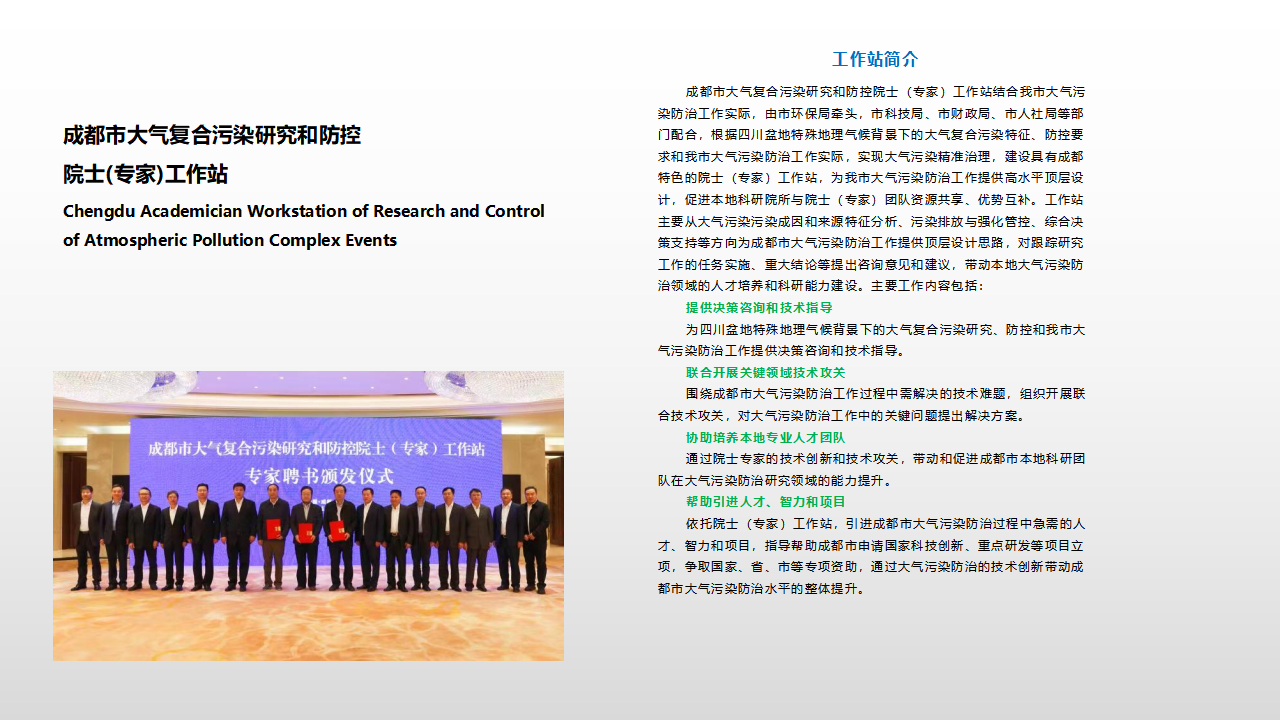 成都市大气复合污染研究和防控
院士(专家)工作站
Chengdu Academician Workstation of Research and Control
of Atmospheric Pollution Complex Events
成都市大气复合污染研究和防控院士（专家）工作站
专家聘书颁发仪式
工作站简介
成都市大气复合污染研究和防控院士（专家）工作站结合我市大气污
染防治工作实际，由市环保局牵头，市科技局、市财政局、市人社局等部
门配合，根据四川盆地特殊地理气候背景下的大气复合污染特征、防控要
求和我市大气污染防治工作实际，实现大气污染精准治理，建设具有成都
特色的院士（专家）工作站，为我市大气污染防治工作提供高水平顶层设
计，促进本地科研院所与院士（专家）团队资源共享、优势互补。工作站
主要从大气污染污染成因和来源特征分析、污染排放与强化管控、综合决
策支持等方向为成都市大气污染防治工作提供顶层设计思路，对跟踪研究
工作的任务实施、重大结论等提出咨询意见和建议，带动本地大气污染防
治领域的人才培养和科研能力建设。主要工作内容包括：
提供决策咨询和技术指导
为四川盆地特殊地理气候背景下的大气复合污染研究、防控和我市大
气污染防治工作提供决策咨询和技术指导。
联合开展关键领域技术攻关
围绕成都市大气污染防治工作过程中需解决的技术难题，组织开展联
合技术攻关，对大气污染防治工作中的关键问题提出解决方案。
协助培养本地专业人才团队
通过院士专家的技术创新和技术攻关，带动和促进成都市本地科研团
队在大气污染防治研究领域的能力提升。
帮助引进人才、智力和项目
依托院士（专家）工作站，引进成都市大气污染防治过程中急需的人
才、智力和项目，指导帮助成都市申请国家科技创新、重点研发等项目立
项，争取国家、省、市等专项资助，通过大气污染防治的技术创新带动成
都市大气污染防治水平的整体提升。